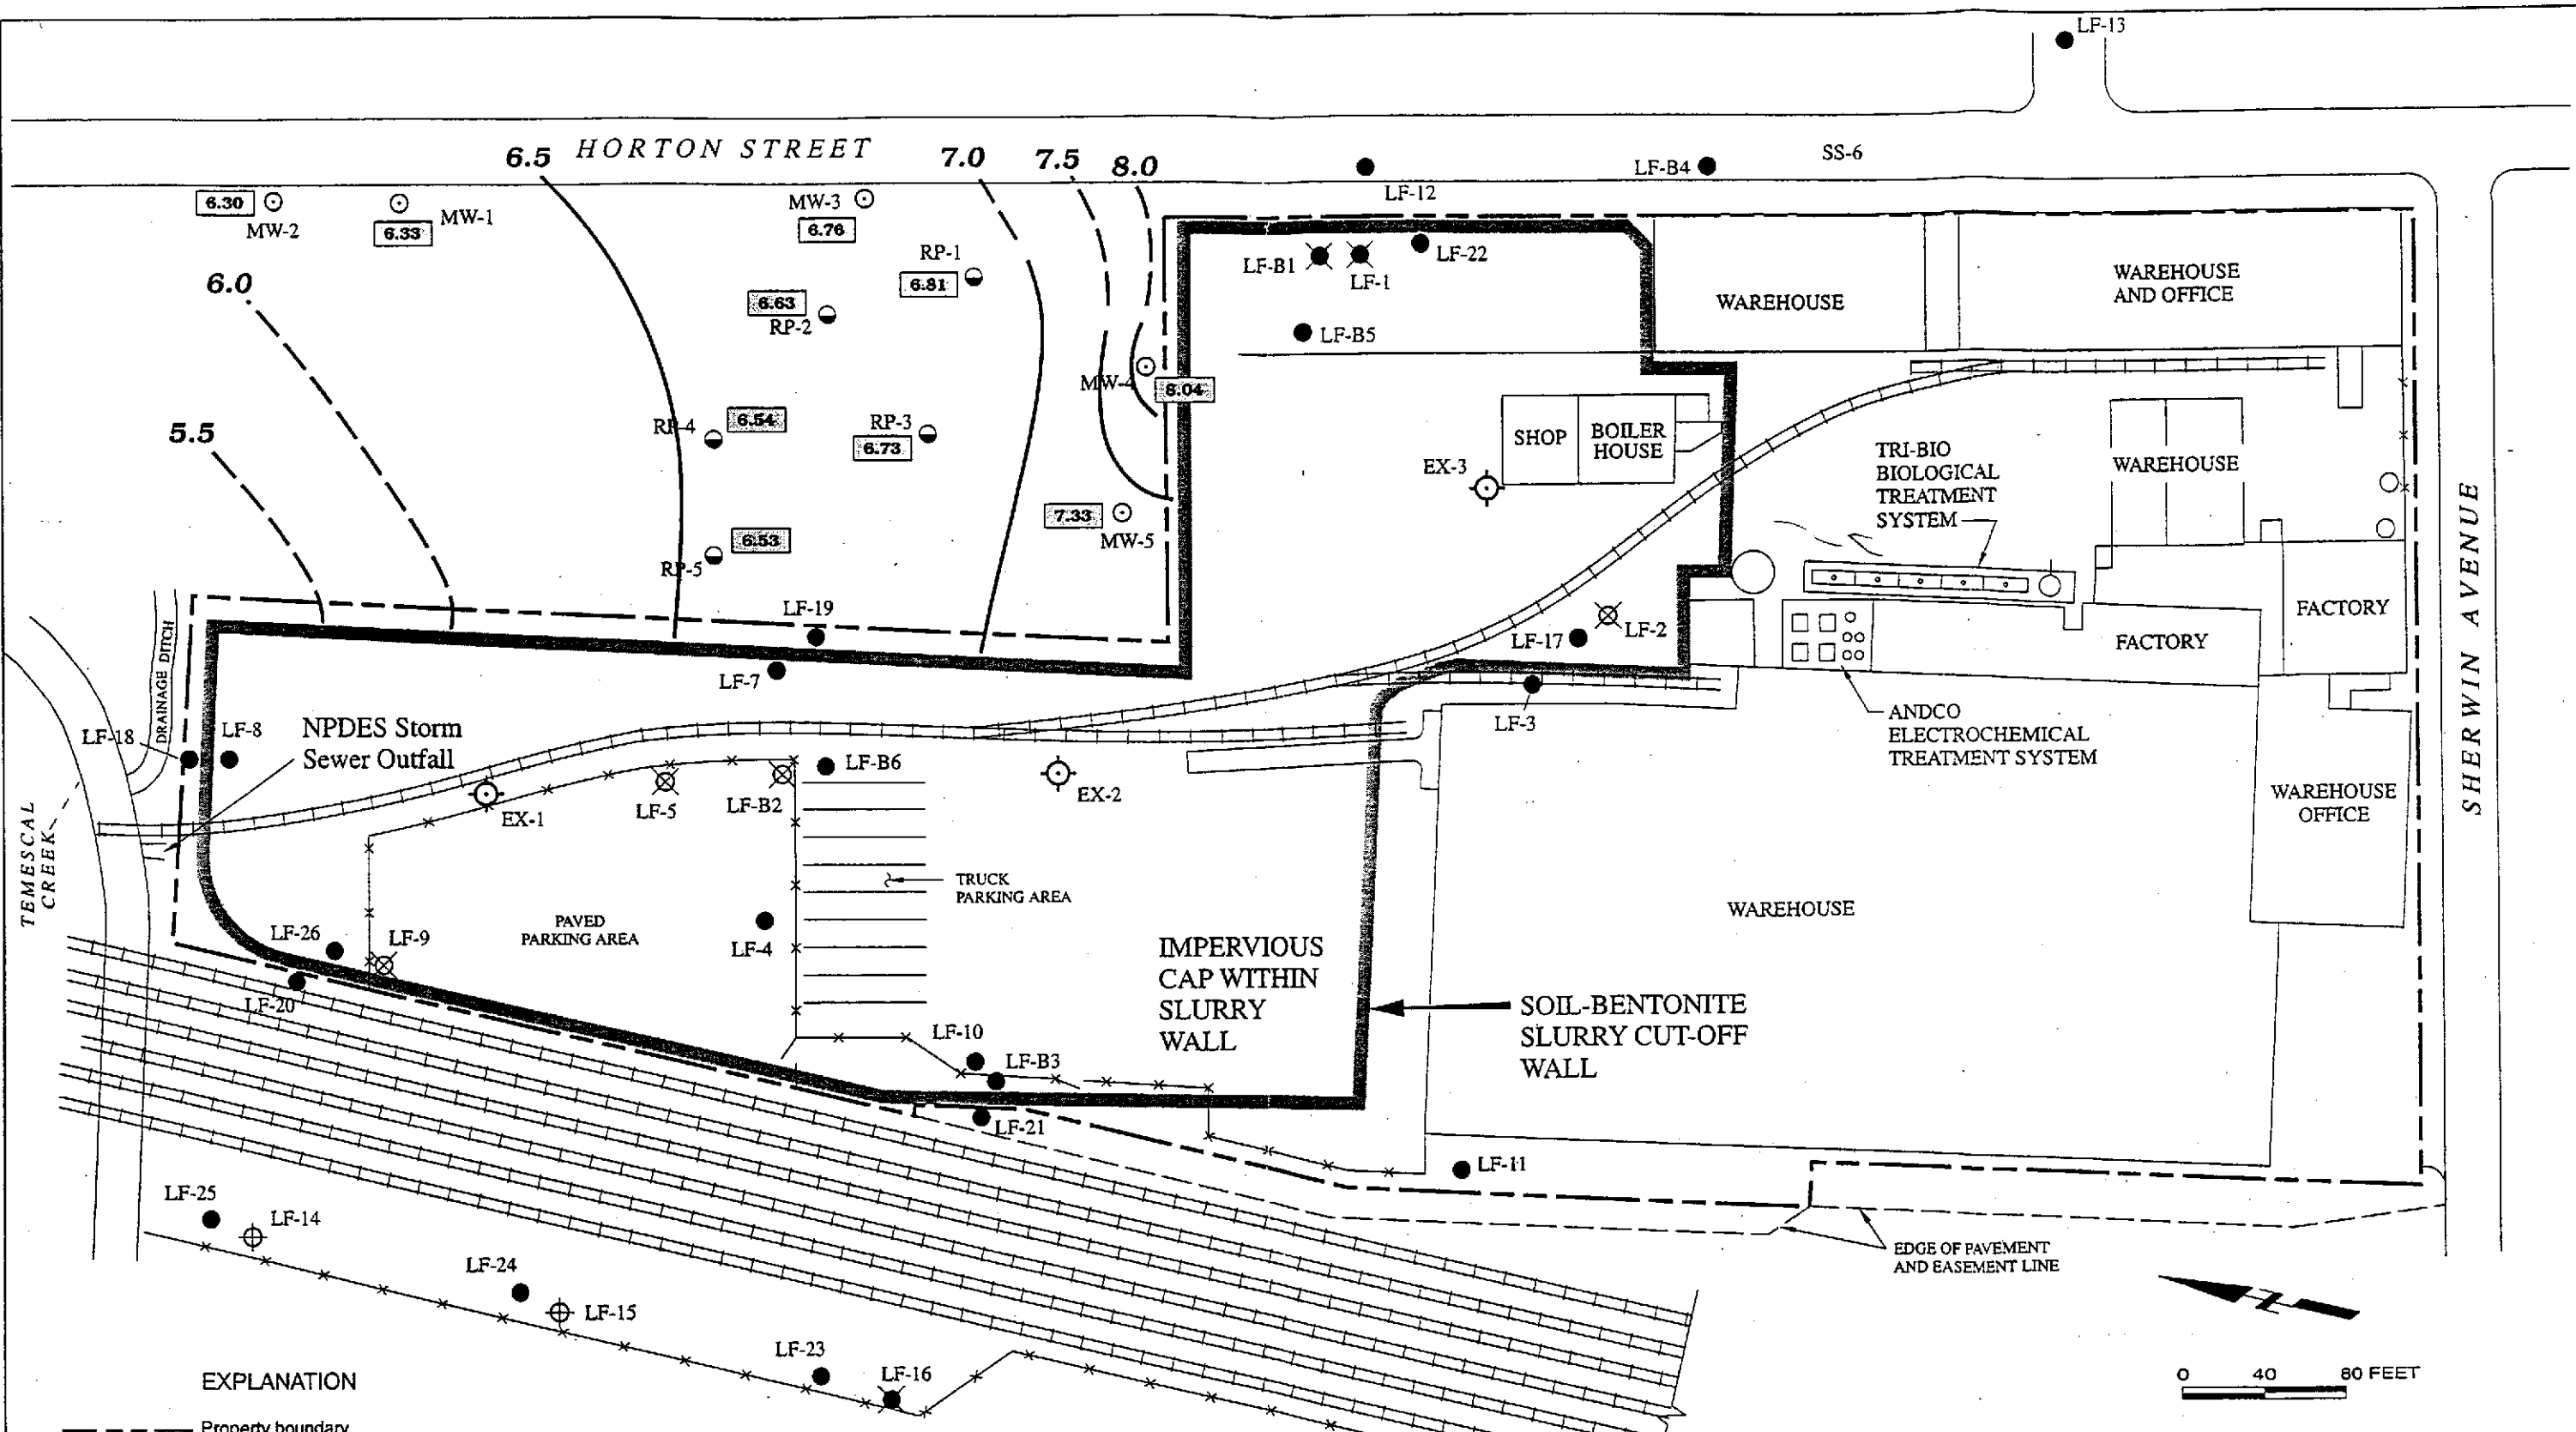 LF-13
HORTON STREET
6.5
7.0
7.5
8.0
LF-12
LF-B4
SS-6
6.30
MW-2
MW-1
6.33
MW-3
6.76
RP-1
6.81
6.63
RP-2
6.0
5.5
RP-4
6.54
RP-3
6.73
MW-4
8.04
7.33
MW-5
6.53
RP-5
LF-B1
LF-1
LF-22
LF-B5
WAREHOUSE
WAREHOUSE
AND OFFICE
SHOP
BOILER
HOUSE
EX-3
TRI-BIO
BIOLOGICAL
TREATMENT
SYSTEM
WAREHOUSE
FACTORY
FACTORY
SHERWIN AVENUE
LF-19
LF-7
LF-17
LF-2
LF-3
ANDCO
ELECTROCHEMICAL
TREATMENT SYSTEM
WAREHOUSE
OFFICE
DRAINAGE DITCH
LF-18
LF-8
NPDES Storm
Sewer Outfall
TEMESCAL
CREEK
EX-1
LF-5
LF-B2
LF-B6
EX-2
TRUCK
PARKING AREA
PAVED
PARKING AREA
LF-4
LF-26
LF-9
LF-20
IMPERVIOUS
CAP WITHIN
SLURRY
WALL
SOIL-BENTONITE
SLURRY CUT-OFF
WALL
WAREHOUSE
LF-10
LF-B3
LF-21
LF-11
EDGE OF PAVEMENT
AND EASEMENT LINE
LF-25
LF-14
LF-24
LF-15
LF-23
LF-16
Z
0 40 80 FEET
EXPLANATION
Property boundary